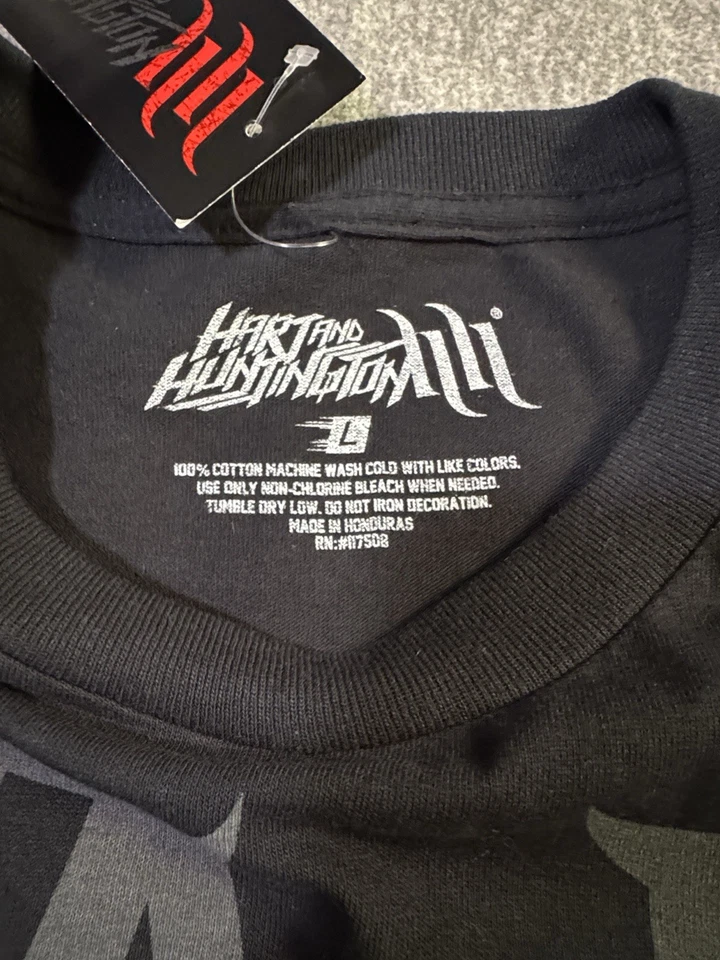 HART AND
HUNTINGTON
®
L
100% COTTON MACHINE WASH COLD WITH LIKE COLORS.
USE ONLY NON-CHLORINE BLEACH WHEN NEEDED.
TUMBLE DRY LOW. DO NOT IRON DECORATION.
MADE IN HONDURAS
RN:#117508